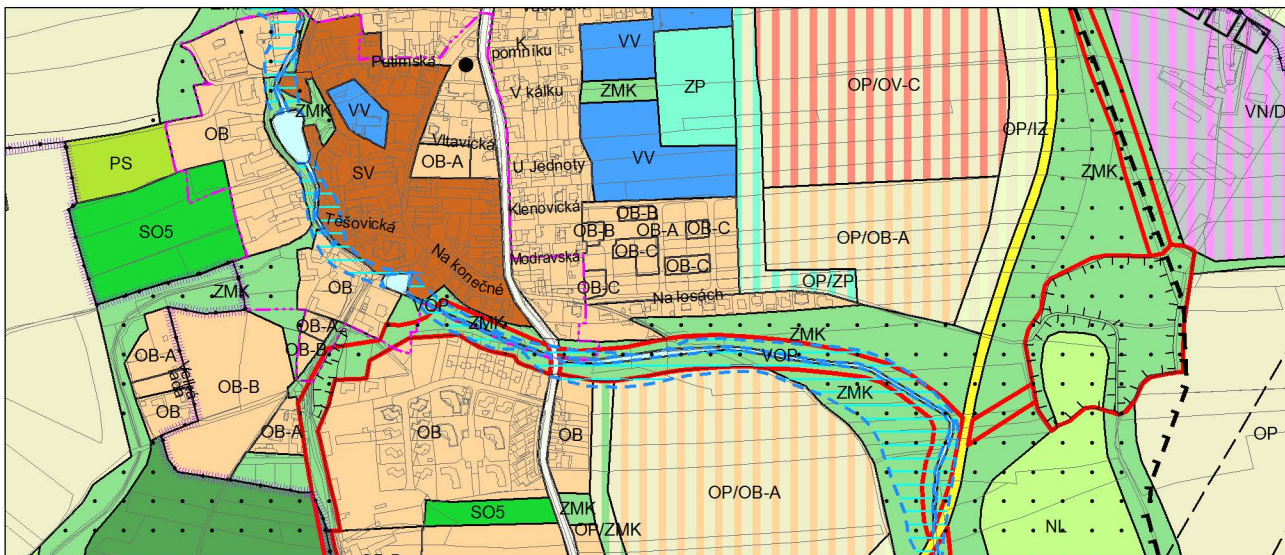 ZMK
Vacovs
K
pomníku
Putimská
V kálku
VV
ZMK
ZP
OP/OV-C
OP/IZ
VN/D
ZMK
OB
ZMK
VV
Vltavická
OB-A
U Jednoty
VV
PS
SV
Klenovická
OB-B
OB-B
OB-A
OB-C
OB-C
OB-C
OB-C
SO5
Těšovická
Modravská
OP/OB-A
Na konečné
OP/ZP
Na losách
ZMK
OB
VOP
ZMK
ZMK
VOP
OB-A
OB-B
OB-A
OB-B
ZMK
OB
OB-A
OB
OB
OP
OP/OB-A
SO5
ZMK
OP/ZMK
NL